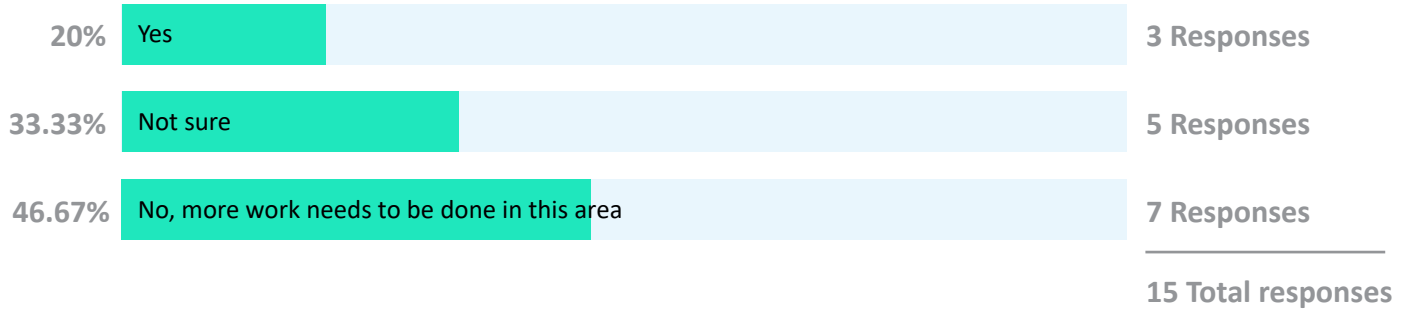 20% Yes 3 Responses
33.33% Not sure 5 Responses
46.67% No, more work needs to be done in this area 7 Responses
15 Total responses